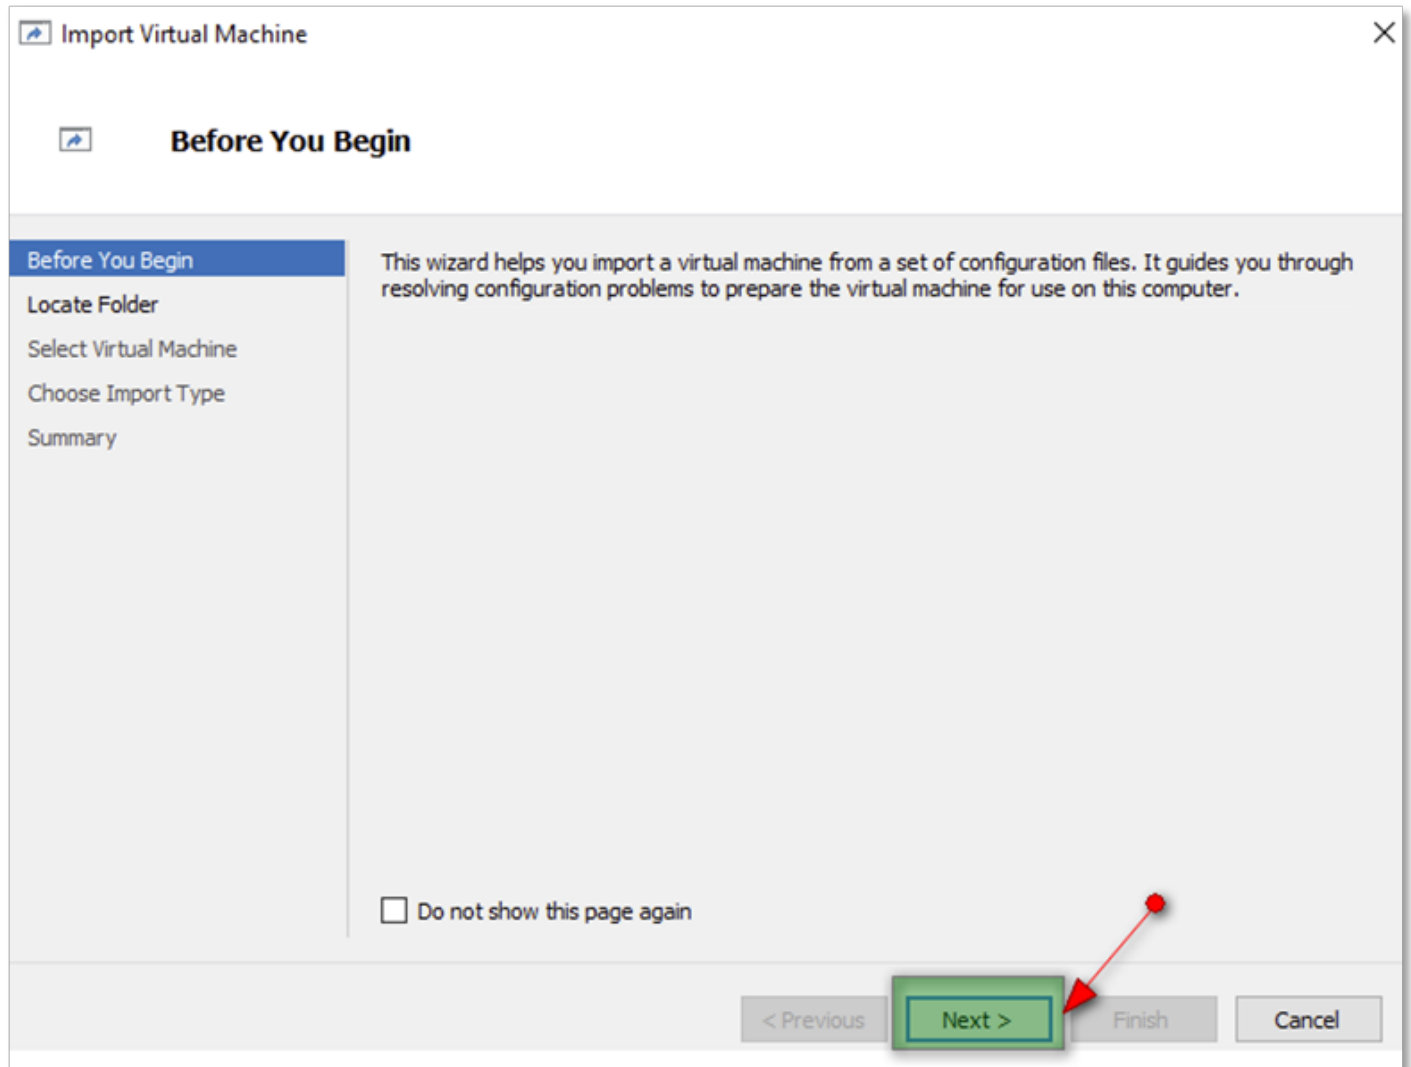 Import Virtual Machine
Before You Begin
Before You Begin
Locate Folder
Select Virtual Machine
Choose Import Type
Summary
This wizard helps you import a virtual machine from a set of configuration files. It guides you through
resolving configuration problems to prepare the virtual machine for use on this computer.
Do not show this page again
< Previous
Next >
Finish
Cancel